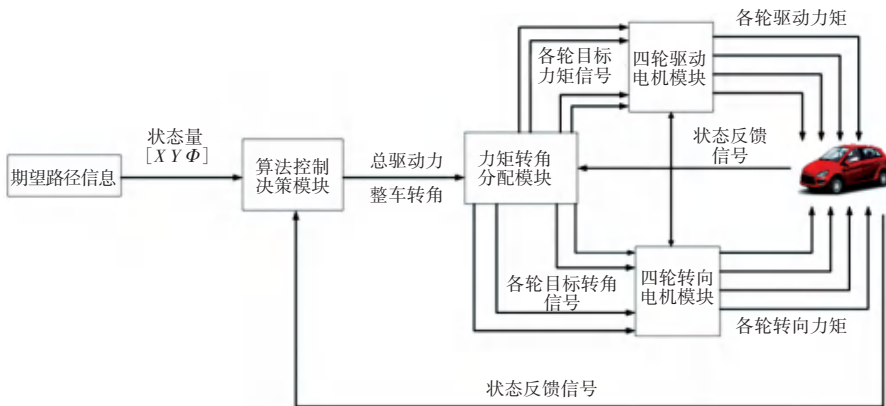 各轮驱动力矩
各轮目标
力矩信号
四轮驱动
电机模块
状态量
[X Y Φ]
期望路径信息
算法控制
决策模块
总驱动力
整车转角
力矩转角
分配模块
状态反馈
信号
各轮目标转角
信号
四轮转向
电机模块
各轮转向力矩
状态反馈信号